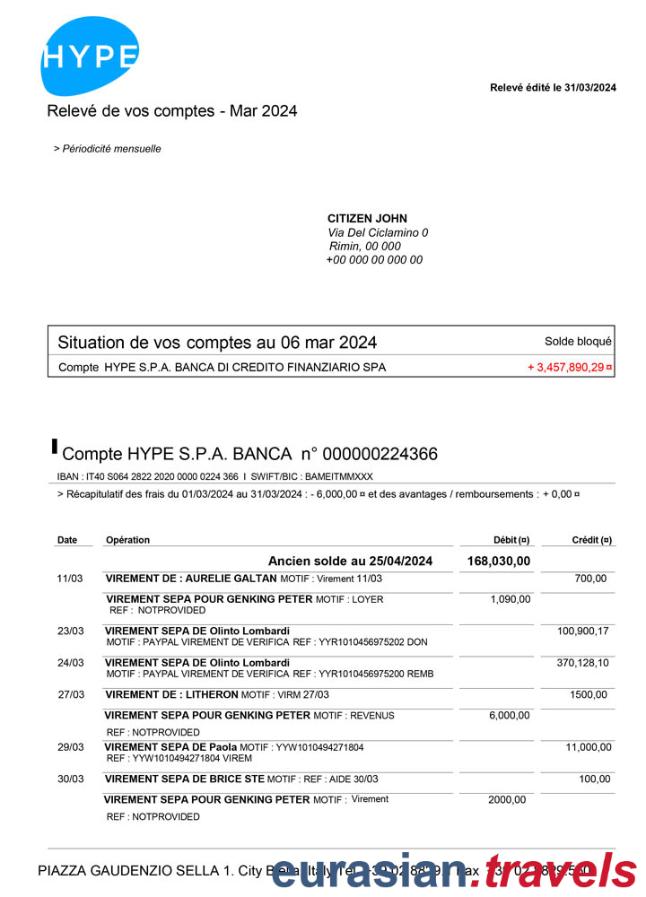 HYPE
Relevé édité le 31/03/2024
Relevé de vos comptes - Mar 2024
> Périodicité mensuelle
CITIZEN JOHN
Via Del Ciclamino 0
Rimin, 00 000
+00 000 00 000 00
Situation de vos comptes au 06 mar 2024 Solde bloqué
Compte HYPE S.P.A. BANCA DI CREDITO FINANZIARIO SPA + 3,457,890,29 ¤
Compte HYPE S.P.A. BANCA n° 000000224366
IBAN : IT40 S064 2822 2020 0000 0224 366 I SWIFT/BIC : BAMEITMMXXX
> Récapitulatif des frais du 01/03/2024 au 31/03/2024 : - 6,000,00 ¤ et des avantages / remboursements : + 0,00 ¤
Date Opération Débit (¤) Crédit (¤)
Ancien solde au 25/04/2024 168,030,00
11/03 VIREMENT DE : AURELIE GALTAN MOTIF : Virement 11/03 700,00
VIREMENT SEPA POUR GENKING PETER MOTIF : LOYER 1,090,00
REF : NOTPROVIDED
23/03 VIREMENT SEPA DE Olinto Lombardi 100,900,17
MOTIF : PAYPAL VIREMENT DE VERIFICA REF : YYR1010456975202 DON
24/03 VIREMENT SEPA DE Olinto Lombardi 370,128,10
MOTIF : PAYPAL VIREMENT DE VERIFICA REF : YYR1010456975200 REMB
27/03 VIREMENT DE : LITHERON MOTIF : VIRM 27/03 1500,00
VIREMENT SEPA POUR GENKING PETER MOTIF : REVENUS 6,000,00
REF : NOTPROVIDED
29/03 VIREMENT SEPA DE Paola MOTIF : YYW1010494271804 11,000,00
REF : YYW1010494271804 VIREM
30/03 VIREMENT SEPA DE BRICE STE MOTIF : REF : AIDE 30/03 100,00
VIREMENT SEPA POUR GENKING PETER MOTIF : Virement 2000,00
REF : NOTPROVIDED
PIAZZA GAUDENZIO SELLA 1. City
eurasian.travels